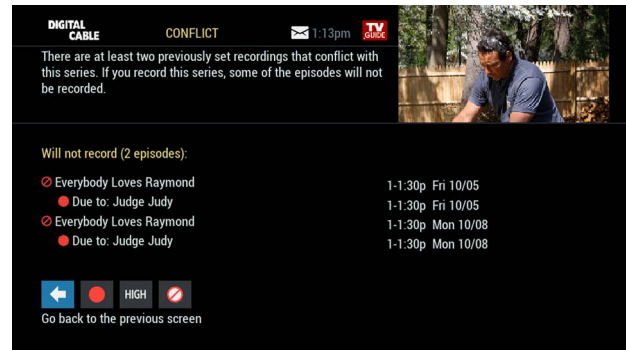 DIGITAL
CABLE
CONFLICT
1:13pm
TV
GUIDE
There are at least two previously set recordings that conflict with
this series. If you record this series, some of the episodes will not
be recorded.
Will not record (2 episodes):
Everybody Loves Raymond 1-1:30p Fri 10/05
Due to: Judge Judy 1-1:30p Fri 10/05
Everybody Loves Raymond 1-1:30p Mon 10/08
Due to: Judge Judy 1-1:30p Mon 10/08
HIGH
Go back to the previous screen